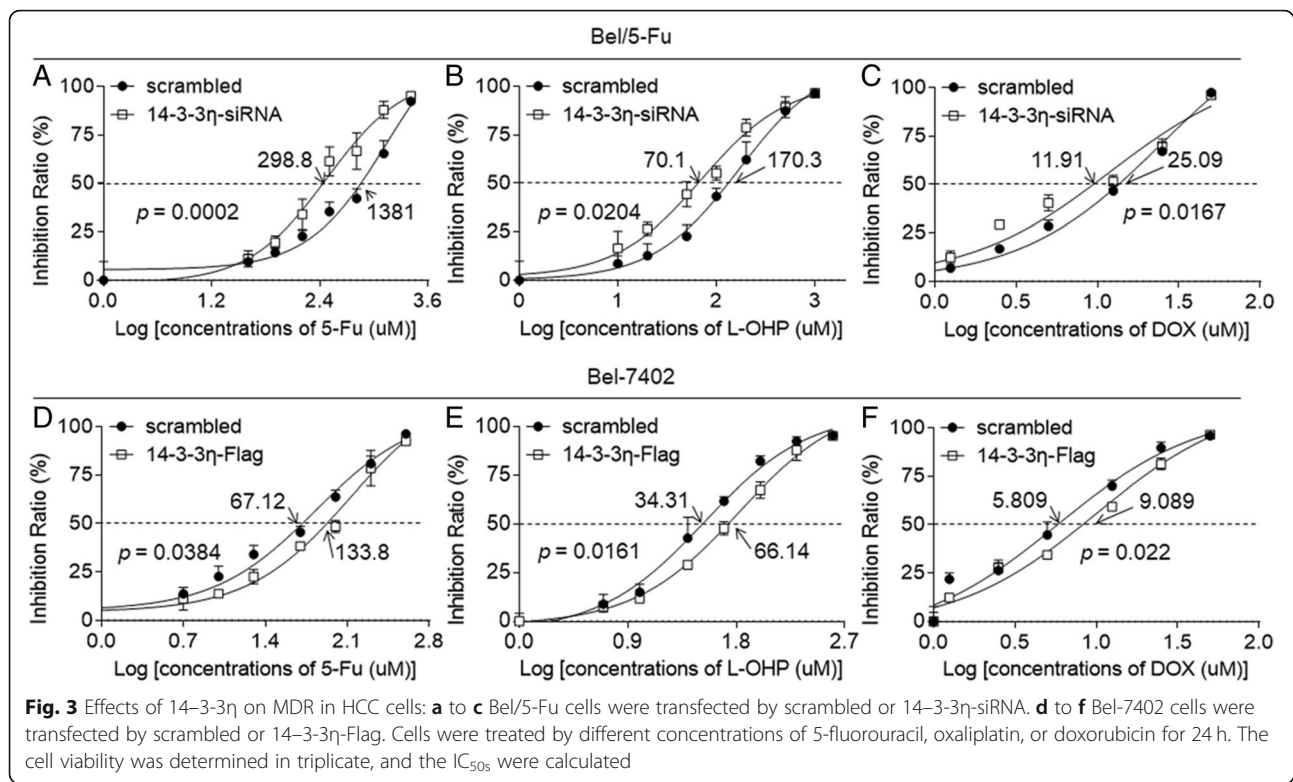 Bel/5-Fu
A
scrambled
14-3-3η-siRNA
Inhibition Ratio (%)
100
75
50
25
0
298.8
1381
p = 0.0002
0.0 1.2 2.4 3.6
Log [concentrations of 5-Fu (uM)]
B
scrambled
14-3-3η-siRNA
Inhibition Ratio (%)
100
75
50
25
0
70.1
170.3
p = 0.0204
0 1 2 3
Log [concentrations of L-OHP (uM)]
C
scrambled
14-3-3η-siRNA
Inhibition Ratio (%)
100
75
50
25
0
11.91
25.09
p = 0.0167
0.0 0.5 1.0 1.5 2.0
Log [concentrations of DOX (uM)]
Bel-7402
D
scrambled
14-3-3η-Flag
Inhibition Ratio (%)
100
75
50
25
0
67.12
133.8
p = 0.0384
0.0 0.7 1.4 2.1 2.8
Log [concentrations of 5-Fu (uM)]
E
scrambled
14-3-3η-Flag
Inhibition Ratio (%)
100
75
50
25
0
34.31
66.14
p = 0.0161
0.0 0.9 1.8 2.7
Log [concentrations of L-OHP (uM)]
F
scrambled
14-3-3η-Flag
Inhibition Ratio (%)
100
75
50
25
0
5.809
9.089
p = 0.022
0.0 0.5 1.0 1.5 2.0
Log [concentrations of DOX (uM)]
Fig. 3 Effects of 14–3-3η on MDR in HCC cells: a to c Bel/5-Fu cells were transfected by scrambled or 14–3-3η-siRNA. d to f Bel-7402 cells were
transfected by scrambled or 14–3-3η-Flag. Cells were treated by different concentrations of 5-fluorouracil, oxaliplatin, or doxorubicin for 24 h. The
cell viability was determined in triplicate, and the IC50s were calculated